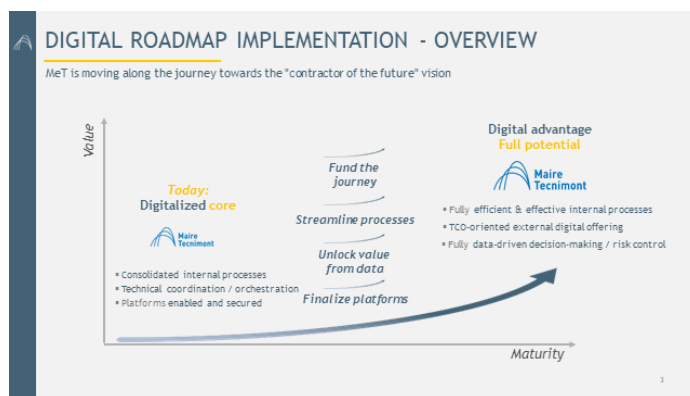 DIGITAL ROADMAP IMPLEMENTATION - OVERVIEW
MeT is moving along the journey towards the "contractor of the future" vision
Value
Today:
Digitalized core
Maire
Tecnimont
▪ Consolidated internal processes
▪ Technical coordination / orchestration
▪ Platforms enabled and secured
Fund the
journey
Streamline processes
Unlock value
from data
Finalize platforms
Digital advantage
Full potential
Maire
Tecnimont
▪ Fully efficient & effective internal processes
▪ TCO-oriented external digital offering
▪ Fully data-driven decision-making / risk control
Maturity
3